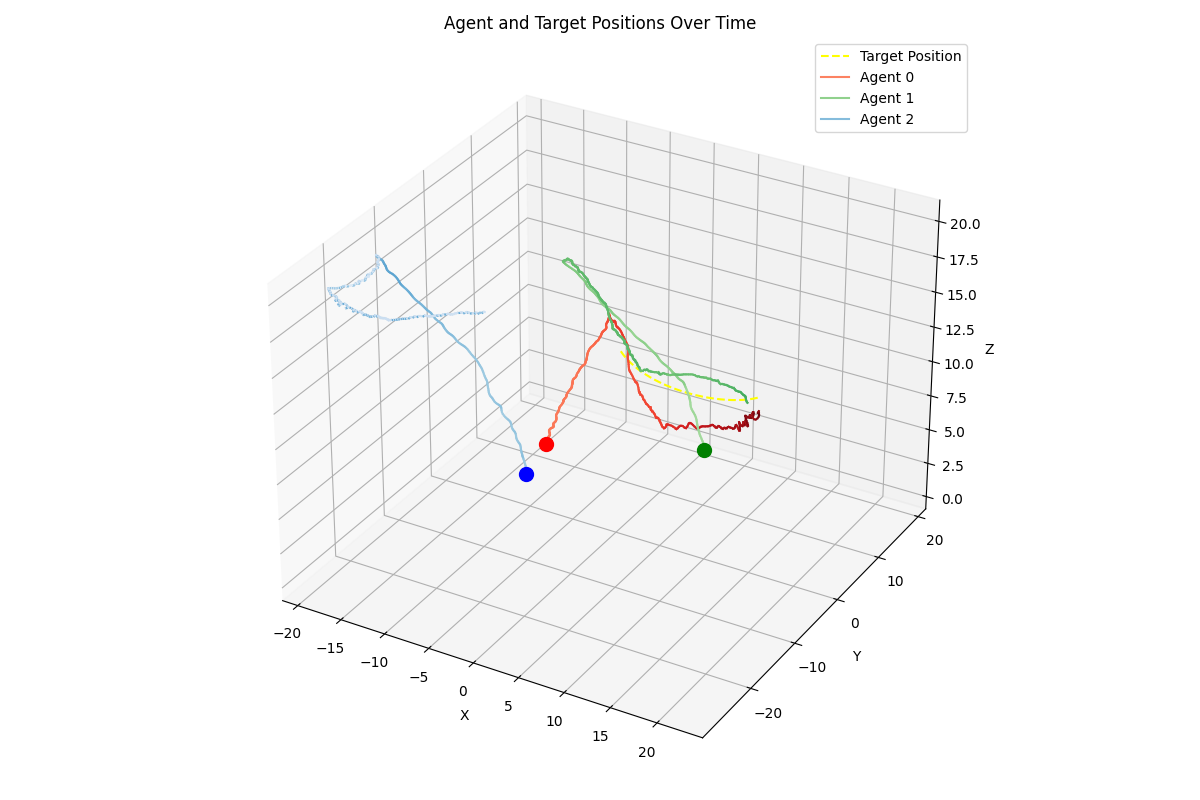 Agent and Target Positions Over Time
Target Position
Agent 0
Agent 1
Agent 2
20.0
17.5
15.0
12.5
10.0
7.5
5.0
2.5
0.0
Z
20
10
0
−10
−20
Y
−20
−15
−10
−5
0
5
10
15
20
X